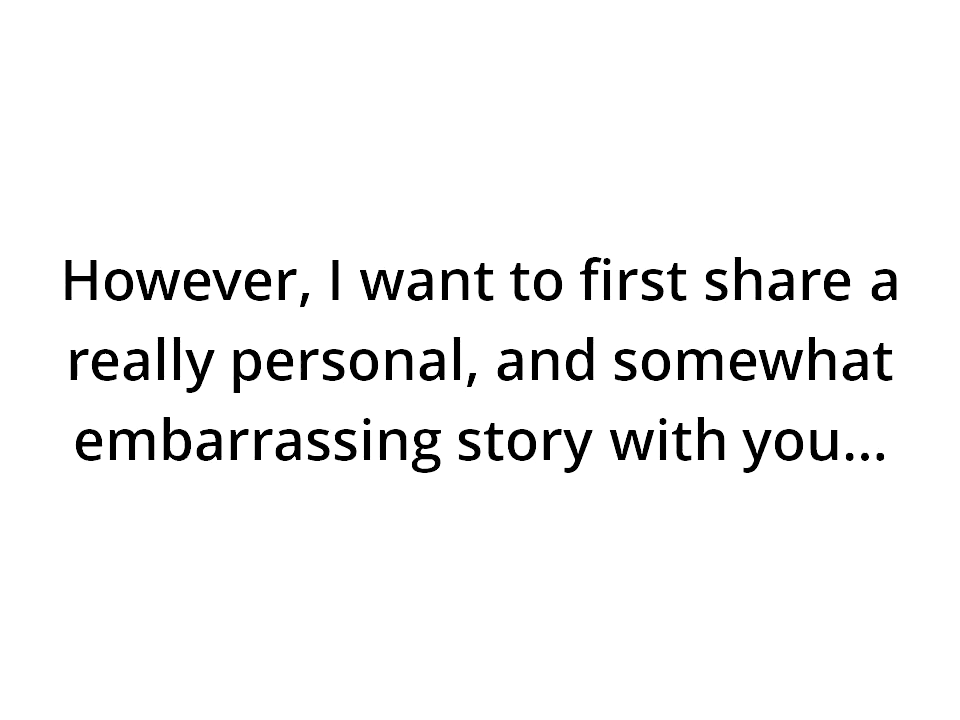 However, I want to first share a
really personal, and somewhat
embarrassing story with you...